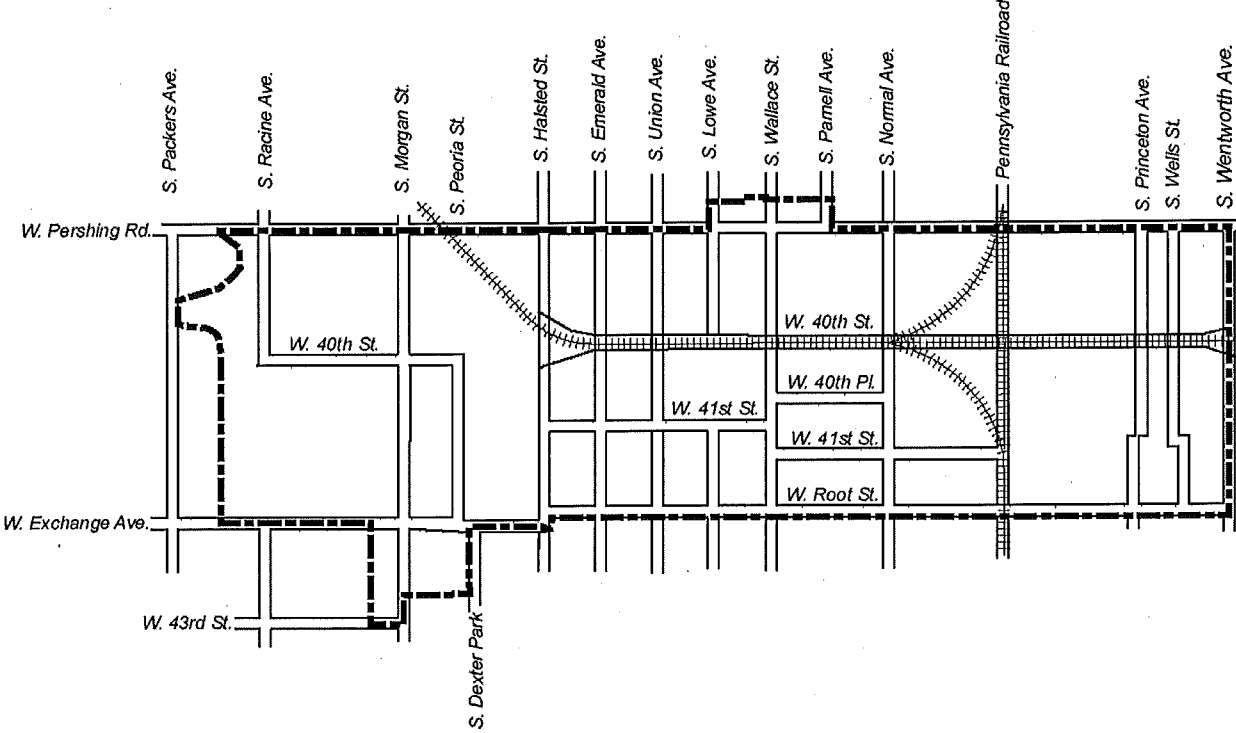 S. Packers Ave.
S. Racine Ave.
S. Morgan St.
S. Peoria St.
S. Halsted St.
S. Emerald Ave.
S. Union Ave.
S. Lowe Ave.
S. Wallace St.
S. Parnell Ave.
S. Normal Ave.
Pennsylvania Railroad
S. Princeton Ave.
S. Wells St.
S. Wentworth Ave.
W. Pershing Rd.
W. 40th St.
W. 40th St.
W. 40th Pl.
W. 41st St.
W. 41st St.
W. Root St.
W. Exchange Ave.
W. 43rd St.
S. Dexter Park